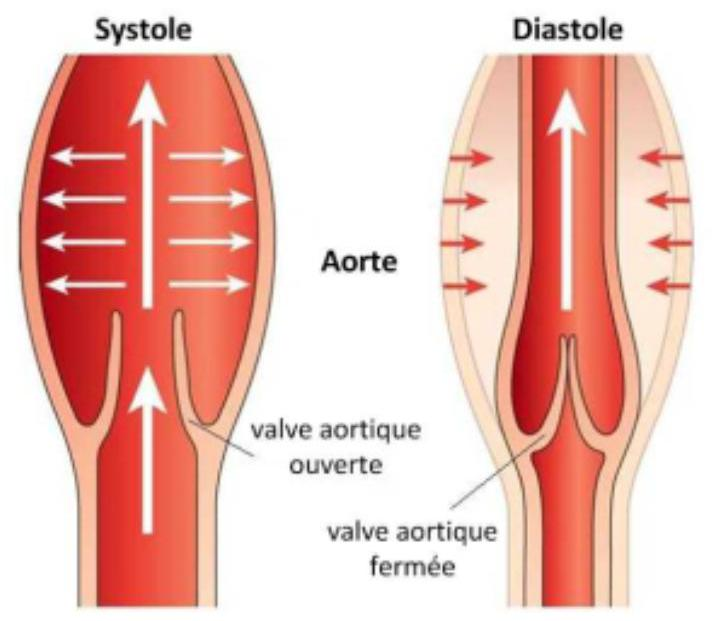 Systole
Diastole
Aorte
valve aortique
ouverte
valve aortique
fermée